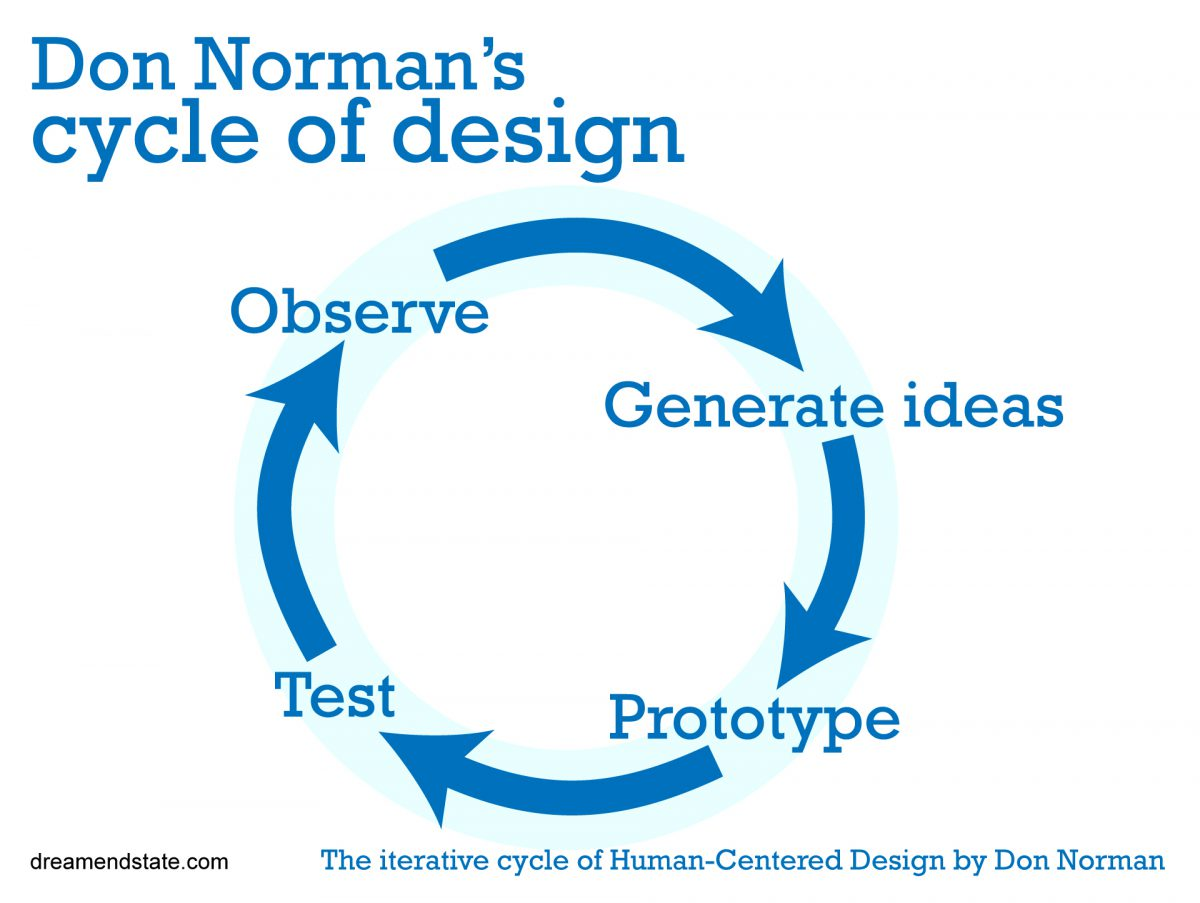 Don Norman’s
cycle of design
Observe
Generate ideas
Prototype
Test
dreamendstate.com
The iterative cycle of Human-Centered Design by Don Norman